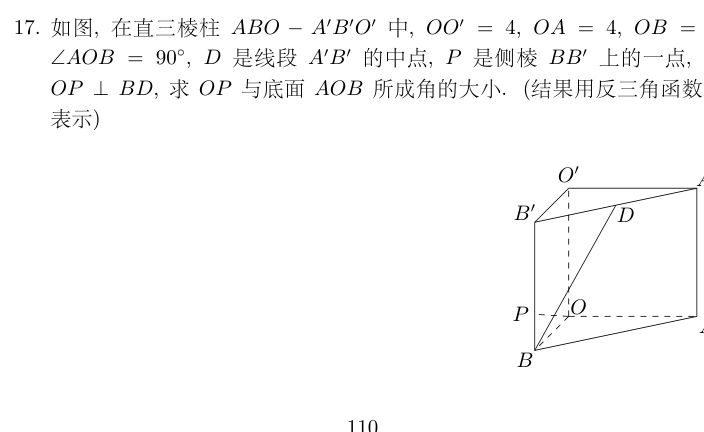 17. 如图, 在直三棱柱 ABO − A′B′O′ 中, OO′ = 4, OA = 4, OB =
∠AOB = 90°, D 是线段 A′B′ 的中点, P 是侧棱 BB′ 上的一点,
OP ⊥ BD, 求 OP 与底面 AOB 所成角的大小. (结果用反三角函数
表示)
O′
B′
D
P
O
B
110